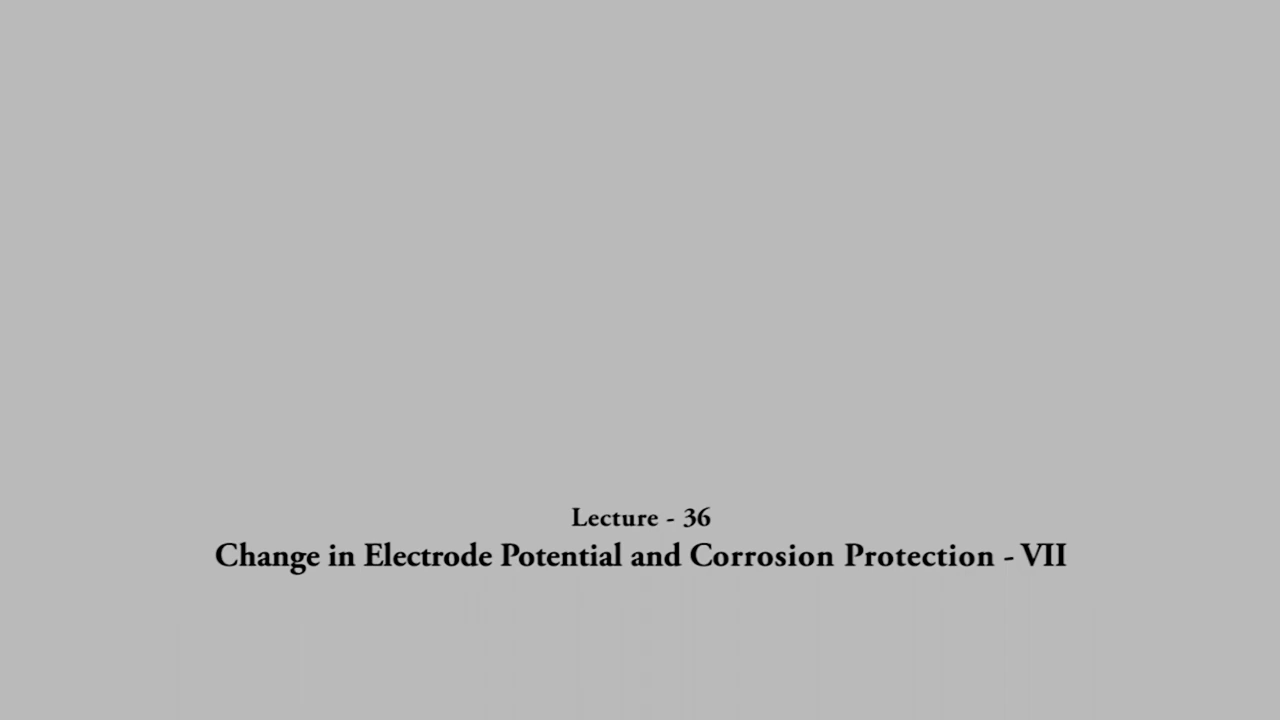 Lecture - 36
Change in Electrode Potential and Corrosion Protection - VII